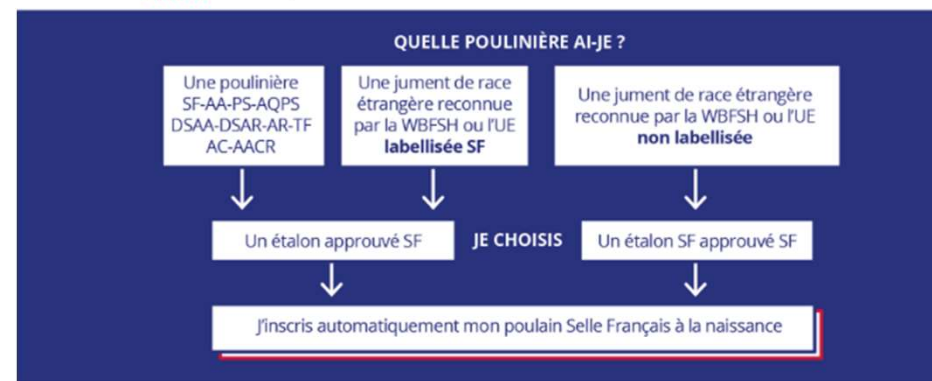 QUELLE POULINIÈRE AI-JE ?
Une poulinière
SF-AA-PS-AQPS
DSAA-DSAR-AR-TF
AC-AACR
Une jument de race
étrangère reconnue
par la WBFSH ou l'UE
labellisée SF
Une jument de race étrangère
reconnue par la WBFSH ou l'UE
non labellisée
Un étalon approuvé SF
JE CHOISIS
Un étalon SF approuvé SF
J'inscris automatiquement mon poulain Selle Français à la naissance